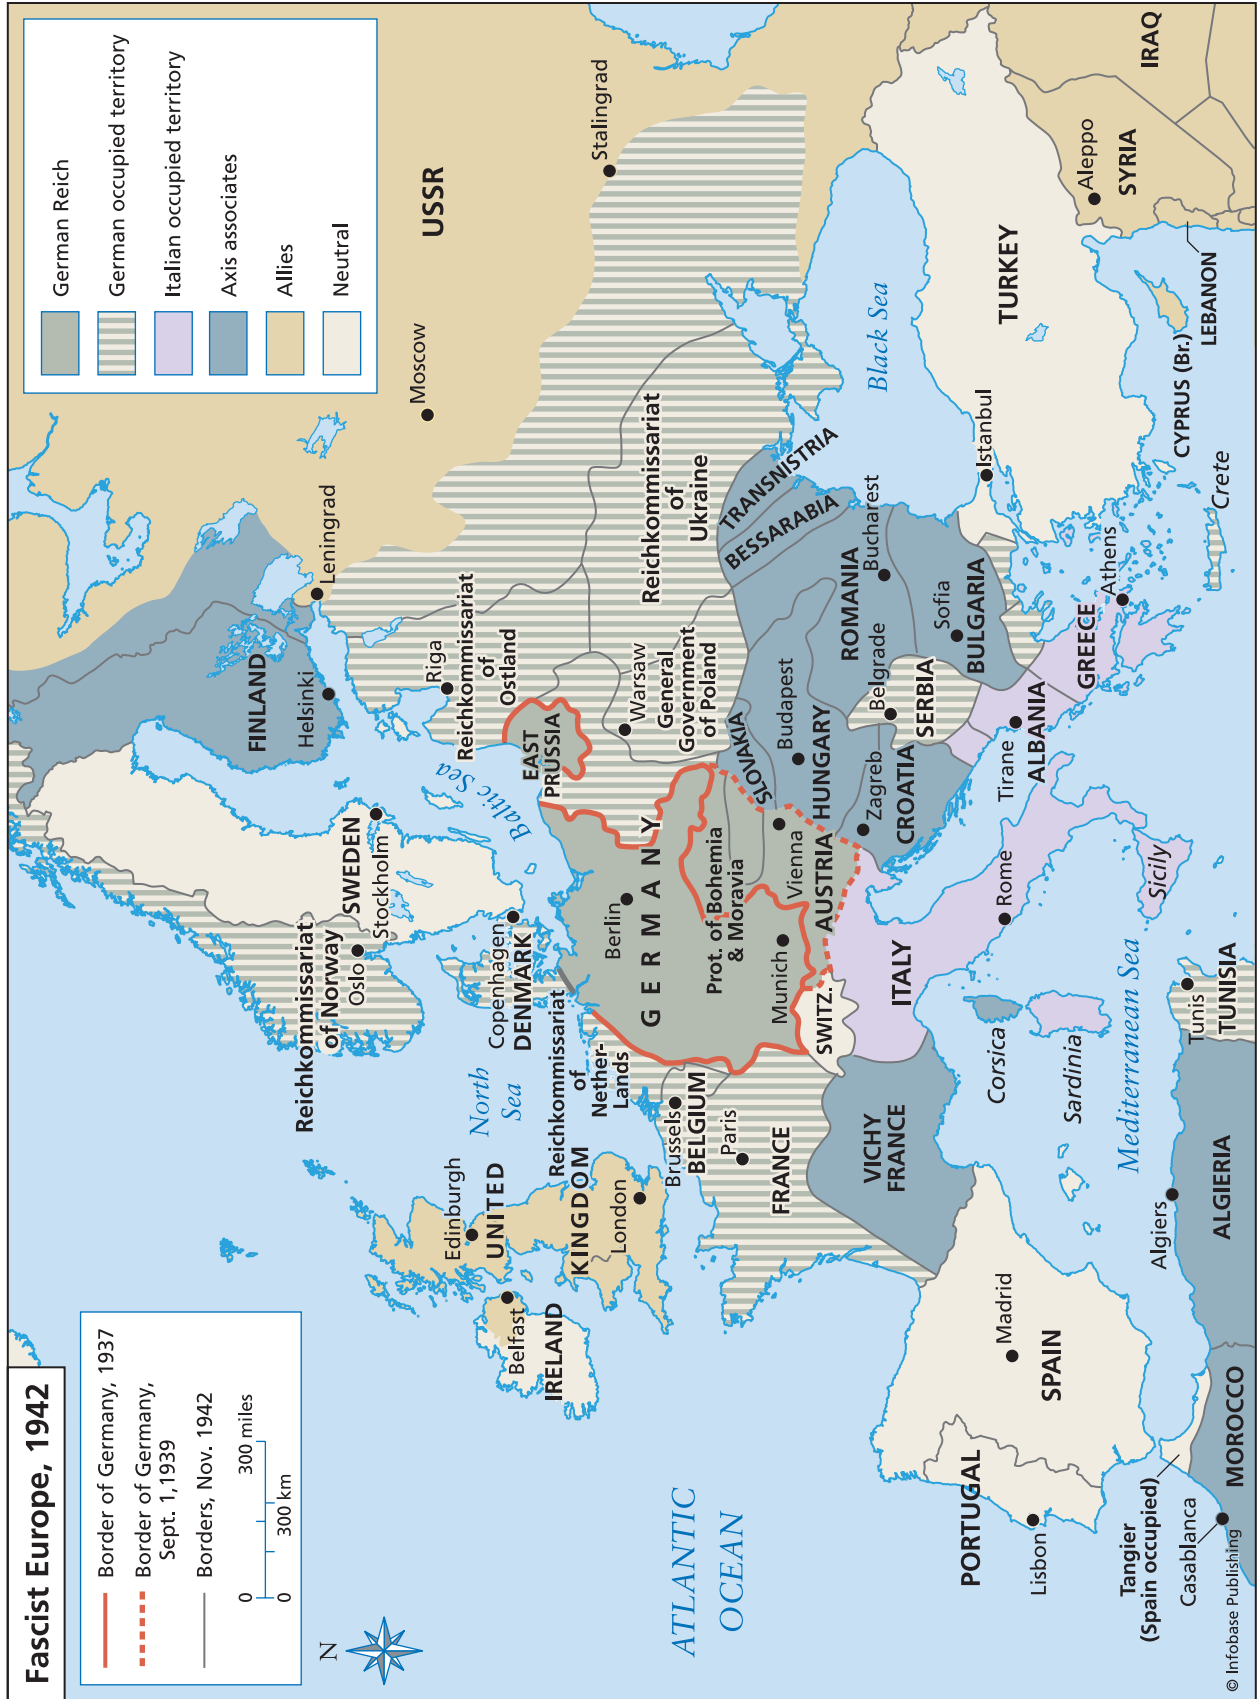 Fascist Europe, 1942
Border of Germany, 1937
Border of Germany,
Sept. 1,1939
Borders, Nov. 1942
0
300 miles
0
300 km
N
German Reich
German occupied territory
Italian occupied territory
Axis associates
Allies
Neutral
ATLANTIC
OCEAN
North
Sea
Baltic Sea
Black Sea
Mediterranean Sea
Reichkommissariat
of Norway
Oslo
SWEDEN
Stockholm
FINLAND
Helsinki
Leningrad
Moscow
USSR
Stalingrad
Riga
Reichkommissariat
of
Ostland
EAST
PRUSSIA
Copenhagen
DENMARK
Edinburgh
UNITED
KINGDOM
London
Belfast
IRELAND
Reichkommissariat
of
Nether-
Lands
Brussels
BELGIUM
Paris
FRANCE
VICHY
FRANCE
Berlin
GERMANY
Prot. of Bohemia
& Moravia
Munich
Vienna
AUSTRIA
SWITZ.
Warsaw
General
Government
of Poland
Reichkommissariat
of
Ukraine
TRANSNISTRIA
BESSARABIA
SLOVAKIA
Budapest
HUNGARY
ROMANIA
Bucharest
Zagreb
CROATIA
Belgrade
SERBIA
Sofia
BULGARIA
ITALY
Rome
Tirane
ALBANIA
GREECE
Athens
Crete
Istanbul
TURKEY
CYPRUS (Br.)
LEBANON
Aleppo
SYRIA
IRAQ
Corsica
Sardinia
Sicily
Tunis
TUNISIA
Algiers
ALGIERIA
Madrid
SPAIN
PORTUGAL
Lisbon
Tangier
(Spain occupied)
Casablanca
MOROCCO
© Infobase Publishing